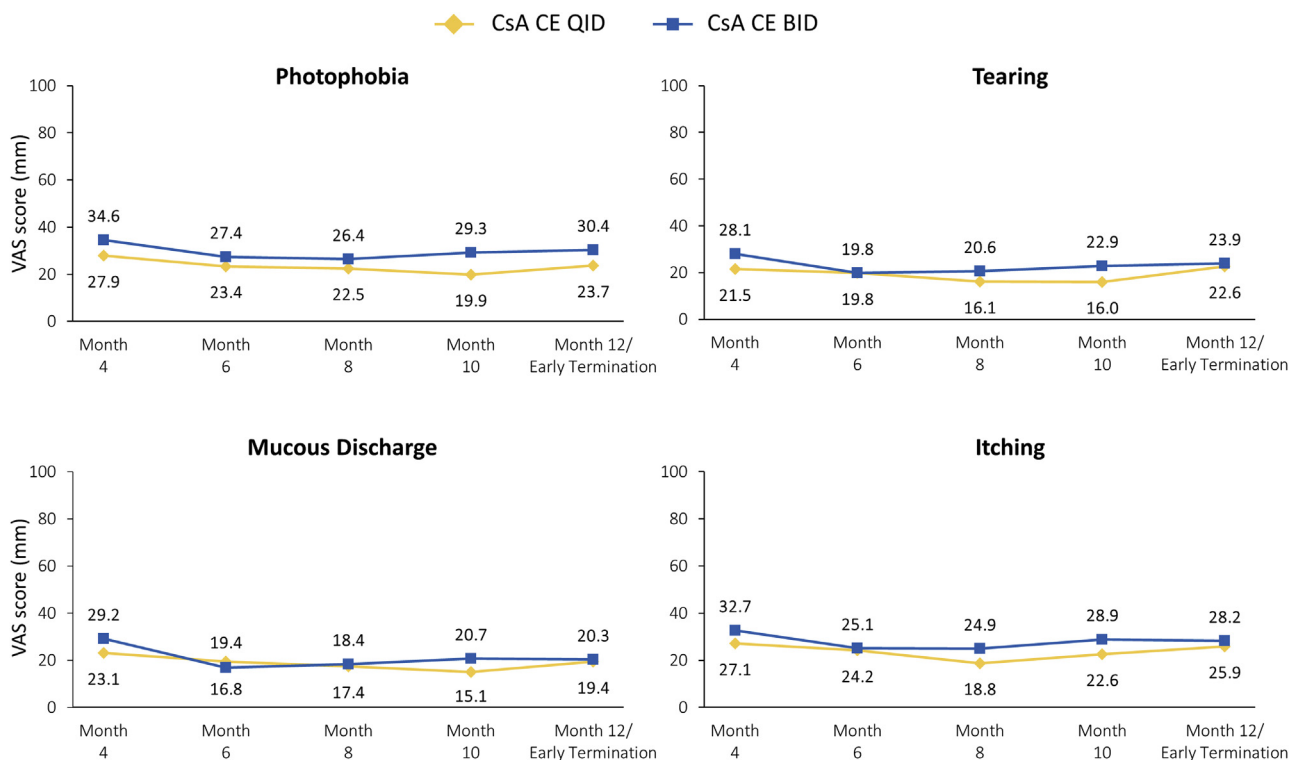 CsA CE QID CsA CE BID
Photophobia
VAS score (mm)
100
80
60
40
20
0
34.6 27.4 26.4 29.3 30.4
27.9 23.4 22.5 19.9 23.7
Month Month Month Month Month 12/
4 6 8 10 Early Termination
Tearing
100
80
60
40
20
0
28.1 19.8 20.6 22.9 23.9
21.5 19.8 16.1 16.0 22.6
Month Month Month Month Month 12/
4 6 8 10 Early Termination
Mucous Discharge
VAS score (mm)
100
80
60
40
20
0
29.2 19.4 18.4 20.7 20.3
23.1 16.8 17.4 15.1 19.4
Month Month Month Month Month 12/
4 6 8 10 Early Termination
Itching
100
80
60
40
20
0
32.7 25.1 24.9 28.9 28.2
27.1 24.2 18.8 22.6 25.9
Month Month Month Month Month 12/
4 6 8 10 Early Termination